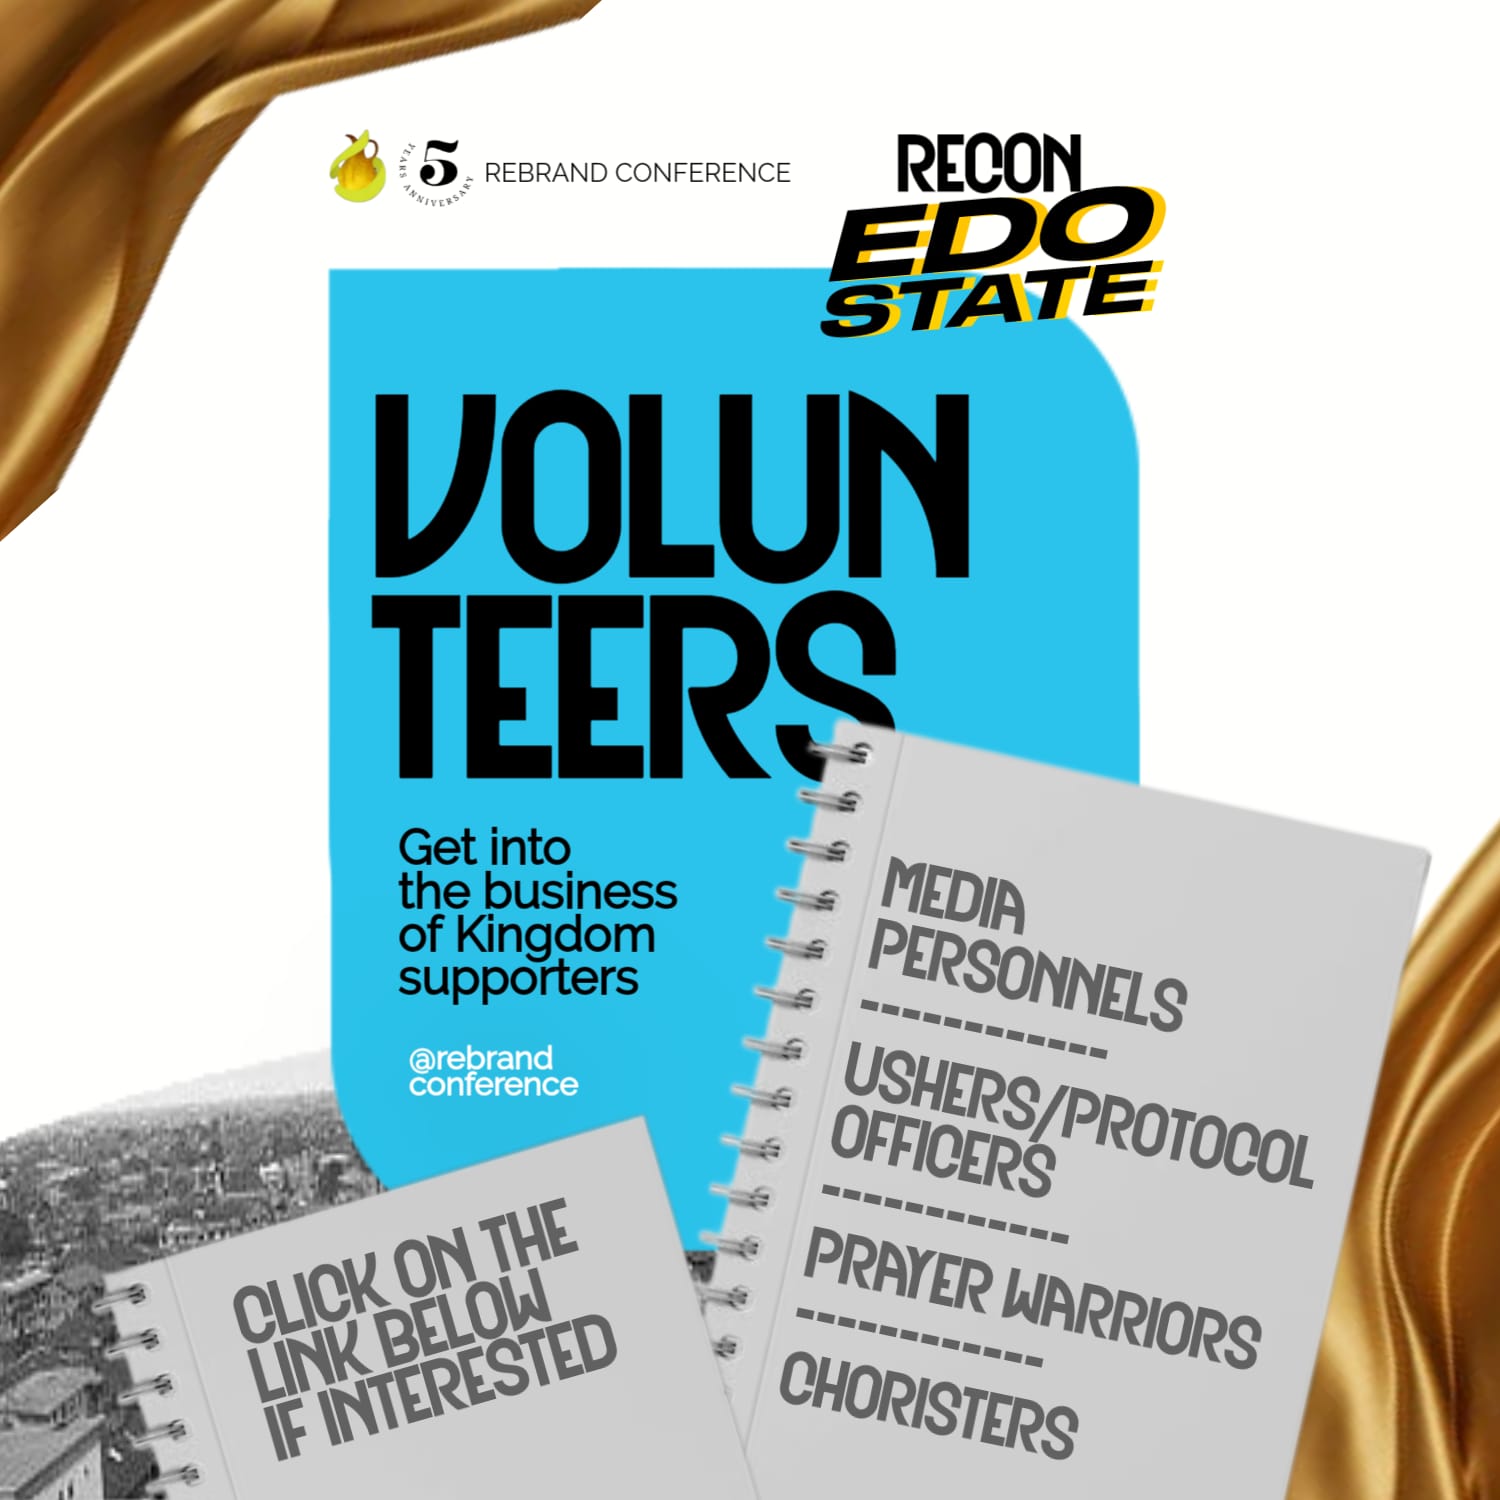 5
YEARS ANNIVERSARY
REBRAND CONFERENCE
RECON
EDO
STATE
VOLUN
TEERS
Get into
the business
of Kingdom
supporters
@rebrand
conference
MEDIA
PERSONNELS
------------
USHERS/PROTOCOL
OFFICERS
------------
PRAYER WARRIORS
------------
CHORISTERS
CLICK ON THE
LINK BELOW
IF INTERESTED